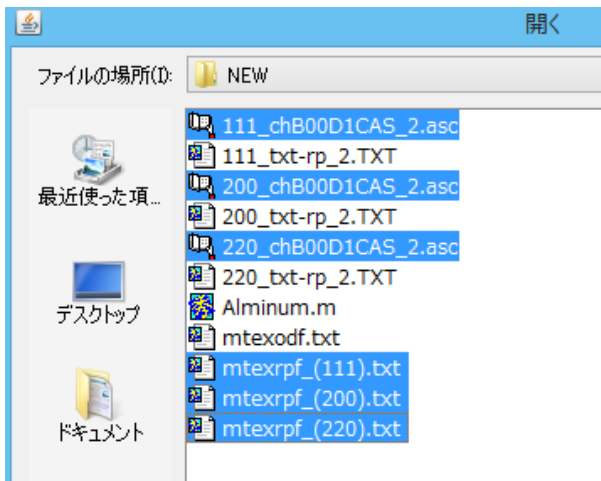 開く
ファイルの場所(I):
NEW
最近使った項...
デスクトップ
ドキュメント
111_chB00D1CAS_2.asc
111_txt-rp_2.TXT
200_chB00D1CAS_2.asc
200_txt-rp_2.TXT
220_chB00D1CAS_2.asc
220_txt-rp_2.TXT
Alminum.m
mtexodf.txt
mtexrpf_(111).txt
mtexrpf_(200).txt
mtexrpf_(220).txt